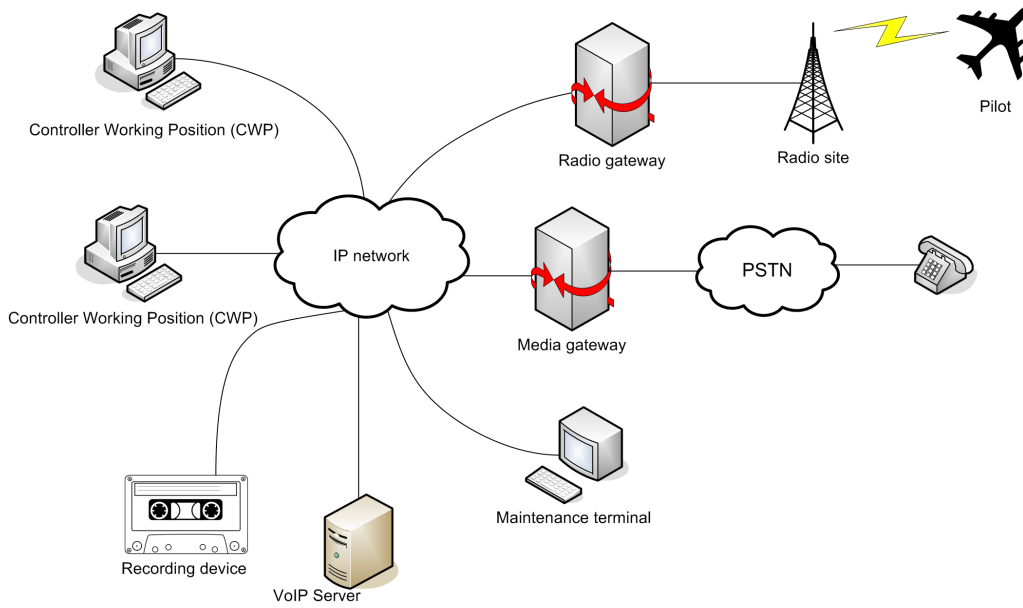 Pilot
Controller Working Position (CWP)
Radio gateway
Radio site
IP network
PSTN
Controller Working Position (CWP)
Media gateway
Maintenance terminal
Recording device
VoIP Server